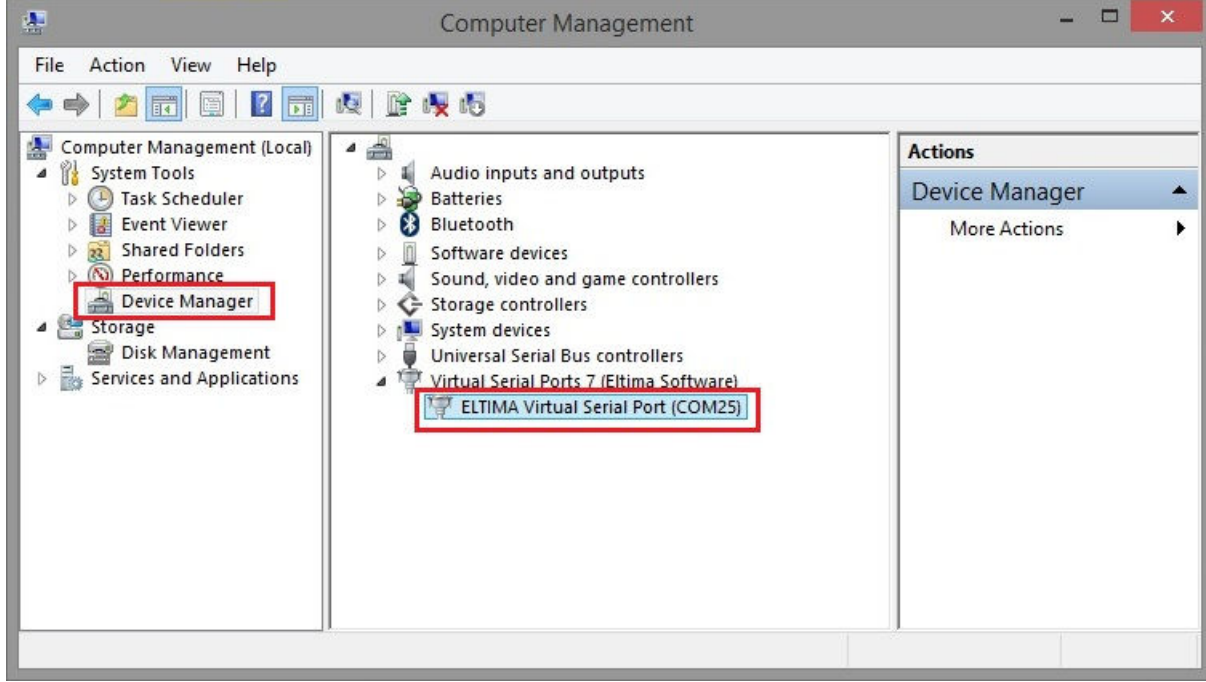 Computer Management
File Action View Help
Computer Management (Local)
System Tools
Task Scheduler
Event Viewer
Shared Folders
Performance
Device Manager
Storage
Disk Management
Services and Applications
Audio inputs and outputs
Batteries
Bluetooth
Software devices
Sound, video and game controllers
Storage controllers
System devices
Universal Serial Bus controllers
Virtual Serial Ports 7 (Eltima Software)
ELTIMA Virtual Serial Port (COM25)
Actions
Device Manager
More Actions